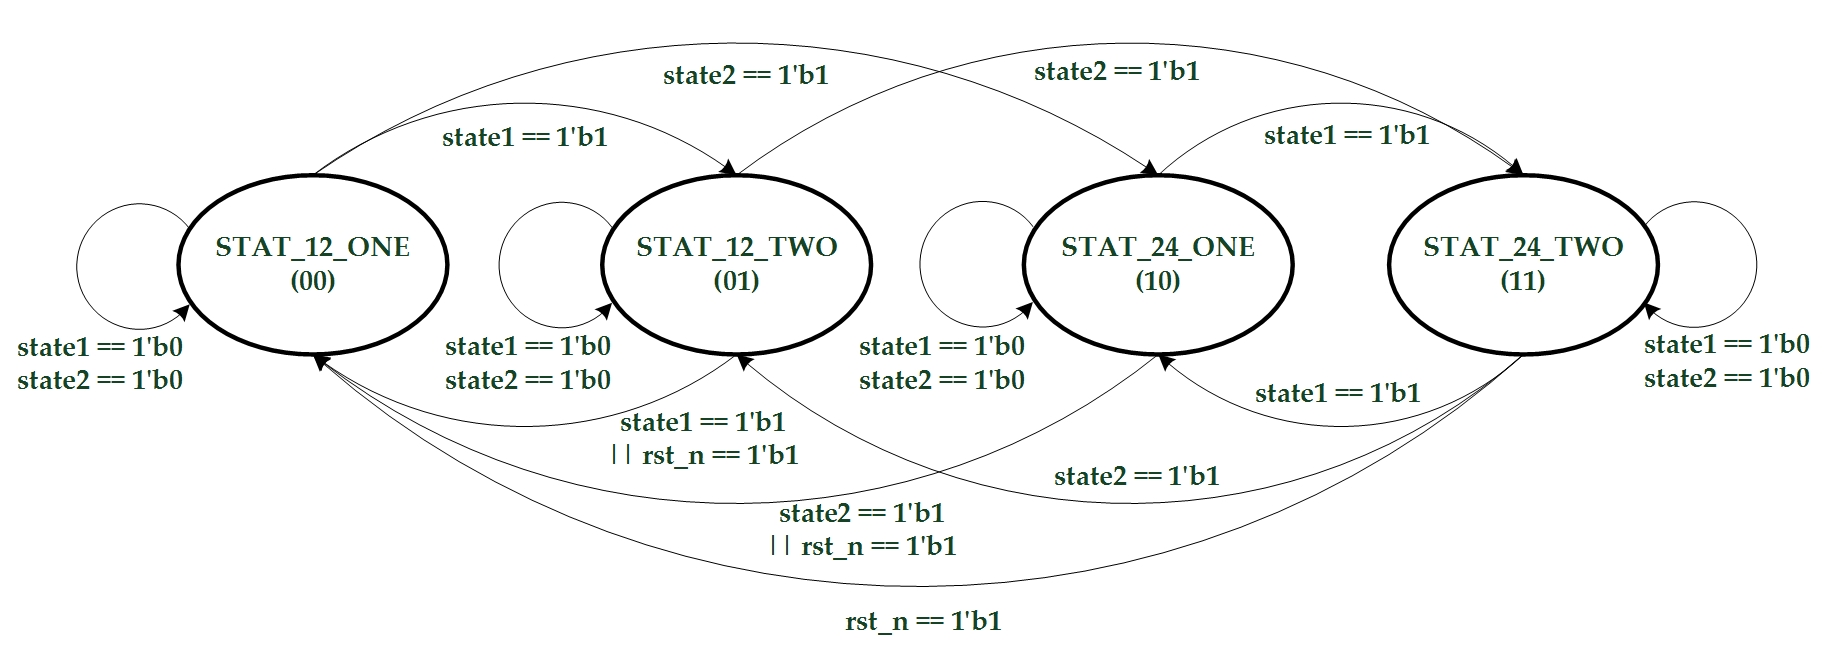 state2 == 1'b1
state2 == 1'b1
state1 == 1'b1
state1 == 1'b1
STAT_12_ONE
(00)
STAT_12_TWO
(01)
STAT_24_ONE
(10)
STAT_24_TWO
(11)
state1 == 1'b0
state2 == 1'b0
state1 == 1'b0
state2 == 1'b0
state1 == 1'b0
state2 == 1'b0
state1 == 1'b0
state2 == 1'b0
state1 == 1'b1
state1 == 1'b1
|| rst_n == 1'b1
state2 == 1'b1
state2 == 1'b1
|| rst_n == 1'b1
rst_n == 1'b1